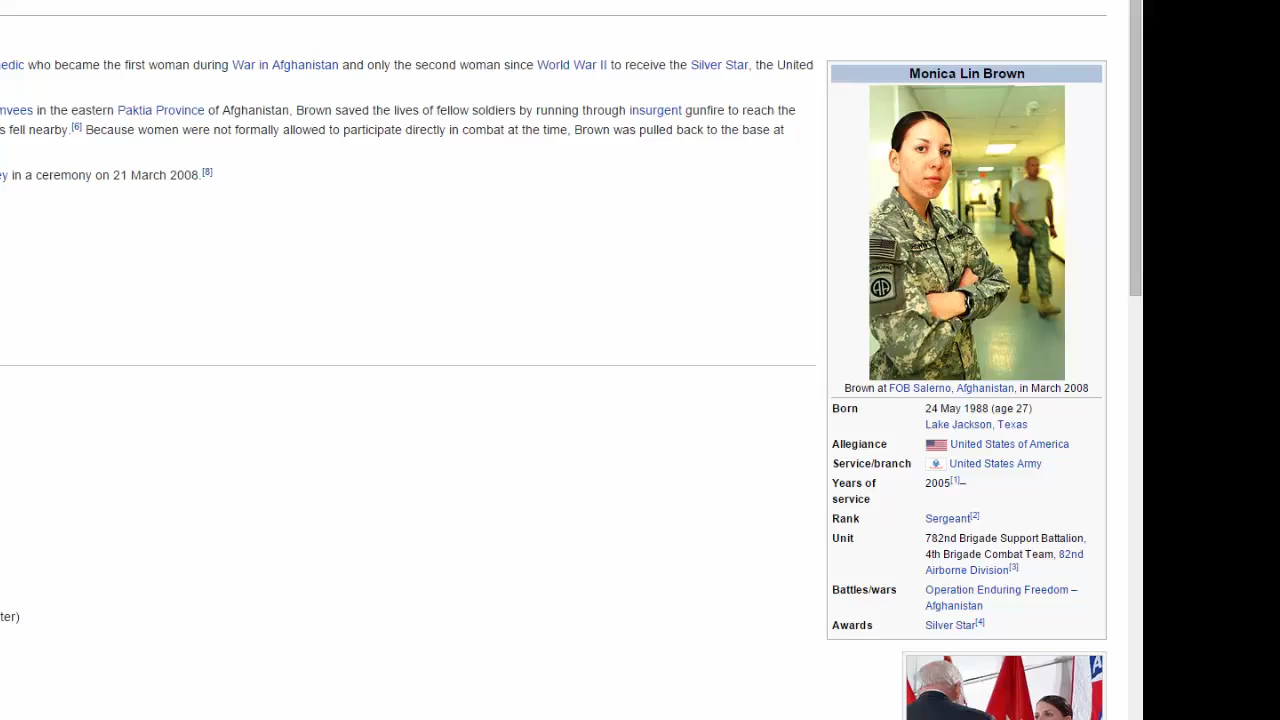 edic who became the first woman during War in Afghanistan and only the second woman since World War II to receive the Silver Star, the United
mvees in the eastern Paktia Province of Afghanistan, Brown saved the lives of fellow soldiers by running through insurgent gunfire to reach the
s fell nearby.[6] Because women were not formally allowed to participate directly in combat at the time, Brown was pulled back to the base at
ey in a ceremony on 21 March 2008.[8]
ter)
Monica Lin Brown
AIRBORNE
AA
Brown at FOB Salerno, Afghanistan, in March 2008
Born 24 May 1988 (age 27)
Lake Jackson, Texas
Allegiance United States of America
Service/branch United States Army
Years of service 2005[1]–
Rank Sergeant[2]
Unit 782nd Brigade Support Battalion,
4th Brigade Combat Team, 82nd
Airborne Division[3]
Battles/wars Operation Enduring Freedom –
Afghanistan
Awards Silver Star[4]
A